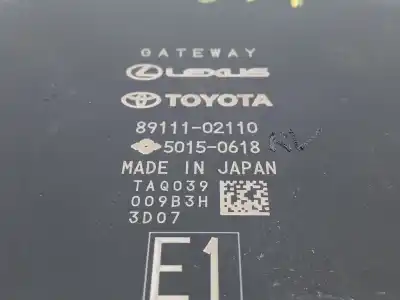 GATEWAY
LEXUS
TOYOTA
89111-02110
5015-0618
MADE IN JAPAN
TAQ039
009B3H
3D07
E1